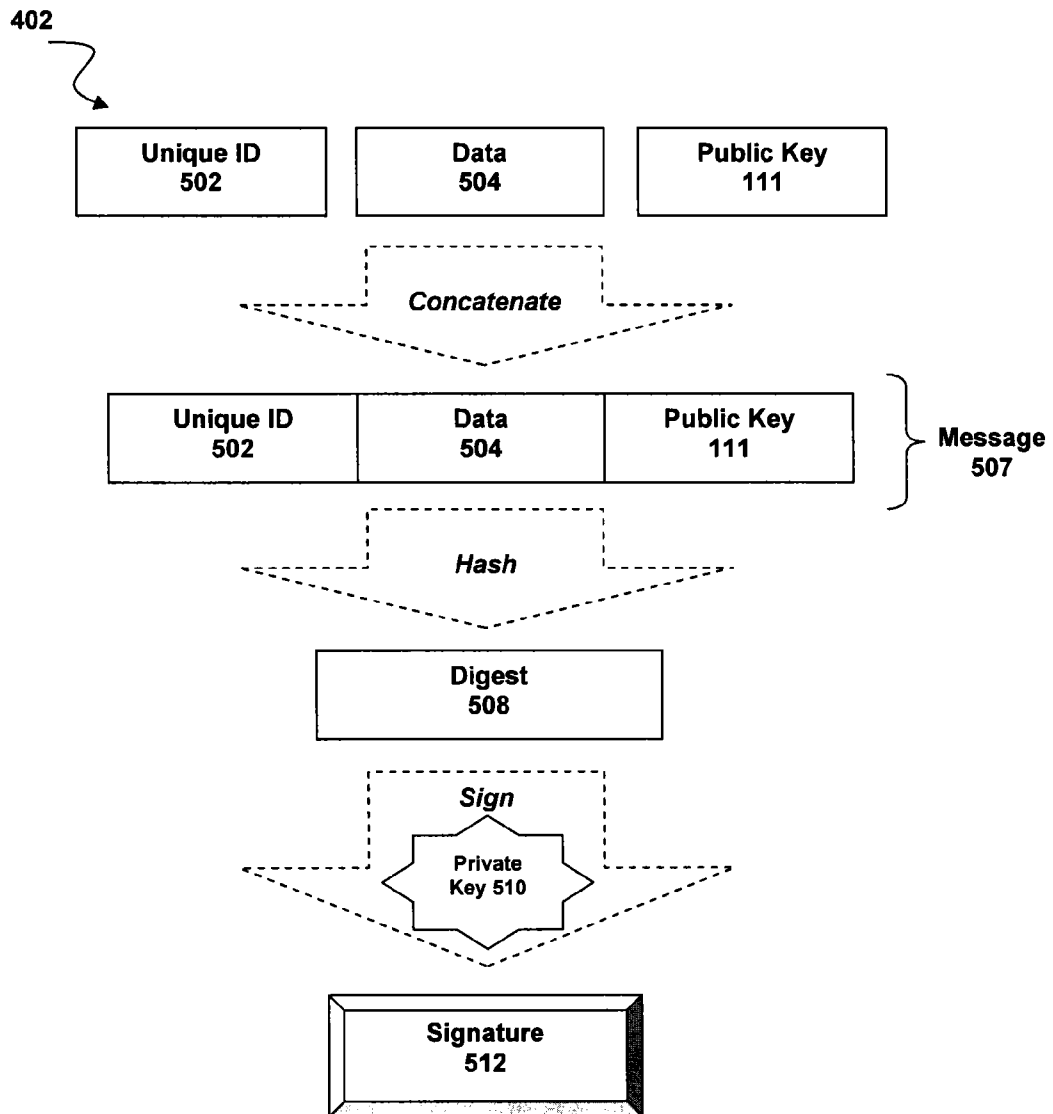 402
Unique ID
502
Data
504
Public Key
111
Concatenate
Unique ID
502
Data
504
Public Key
111
Message
507
Hash
Digest
508
Sign
Private
Key 510
Signature
512